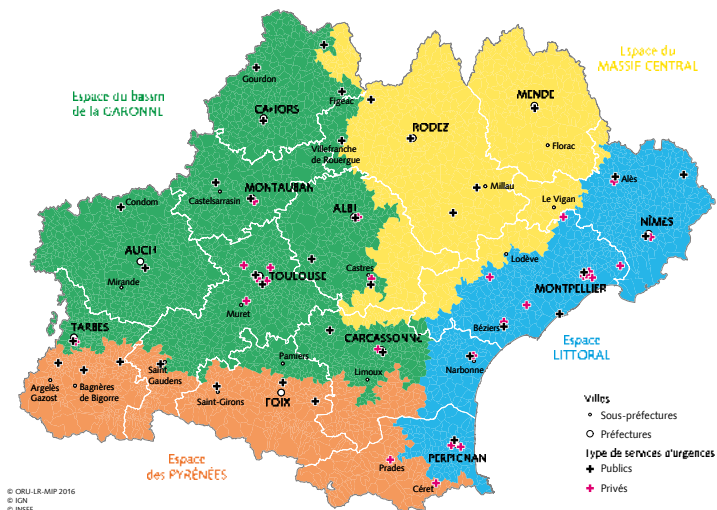 Espace du
MASSIF CENTRAL
Espace du bassin
de la GARONNE
Gourdon
CAHORS
Figeac
Villefranche
de Rouergue
RODEZ
MENDE
Florac
Millau
Le Vigan
Alès
NÎMES
Condom
Castelsarrasin
MONTAUBAN
ALBI
AUCH
Mirande
TOULOUSE
Muret
Castres
Lodève
MONTPELLIER
Béziers
TARBES
CARCASSONNE
Espace
LITTORAL
Narbonne
Argelès
Gazost
Bagnères
de Bigorre
Saint
Gaudens
Saint-Girons
Pamiers
FOIX
Limoux
Prades
PERPIGNAN
Céret
Espace
des PYRÉNÉES
Villes
Sous-préfectures
Préfectures
Type de services d'urgences
Publics
Privés
© ORU-LR-MIP 2016
© IGN
© INSEE